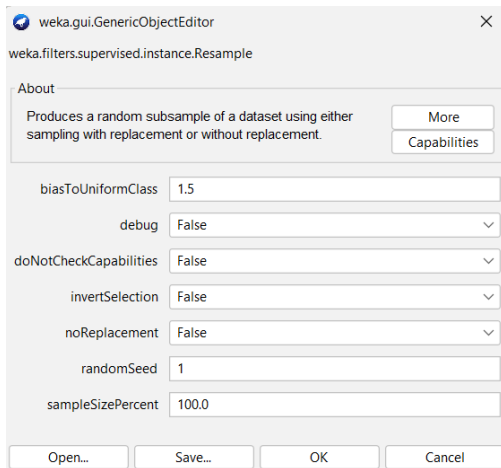 weka.gui.GenericObjectEditor
weka.filters.supervised.instance.Resample
About
Produces a random subsample of a dataset using either
sampling with replacement or without replacement.
More
Capabilities
biasToUniformClass 1.5
debug False
doNotCheckCapabilities False
invertSelection False
noReplacement False
randomSeed 1
sampleSizePercent 100.0
Open... Save... OK Cancel